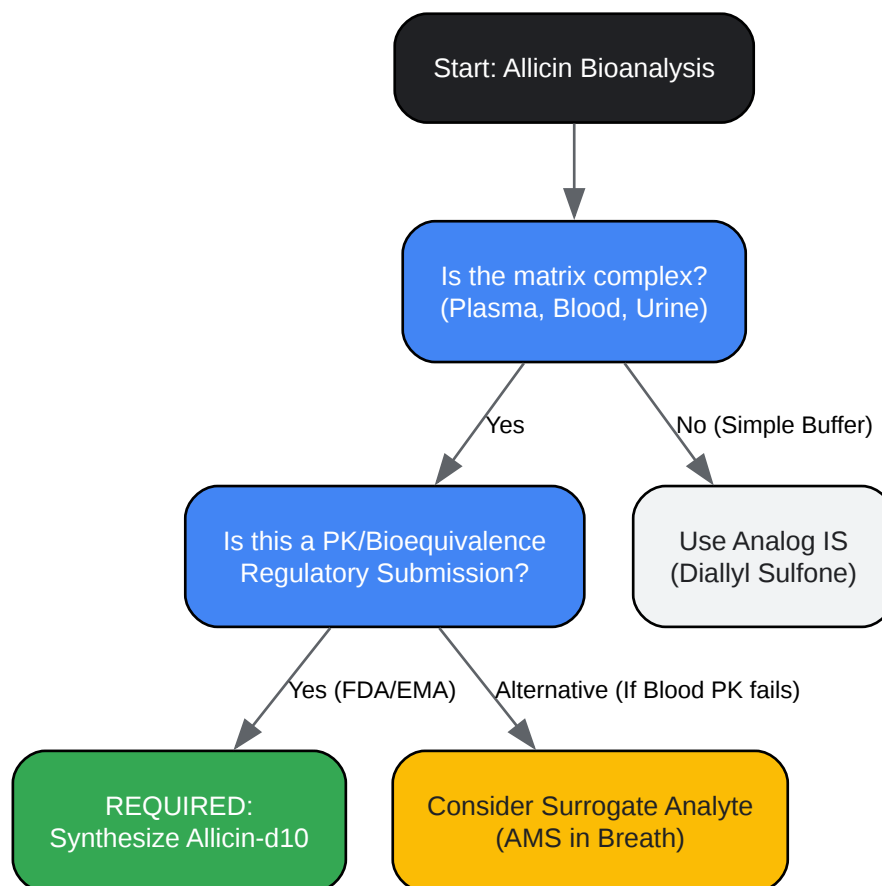 Start: Allicin Bioanalysis
Is the matrix complex?
(Plasma, Blood, Urine)
Yes
No (Simple Buffer)
Is this a PK/Bioequivalence
Regulatory Submission?
Use Analog IS
(Diallyl Sulfone)
Yes (FDA/EMA)
Alternative (If Blood PK fails)
REQUIRED:
Synthesize Allicin-d10
Consider Surrogate Analyte
(AMS in Breath)